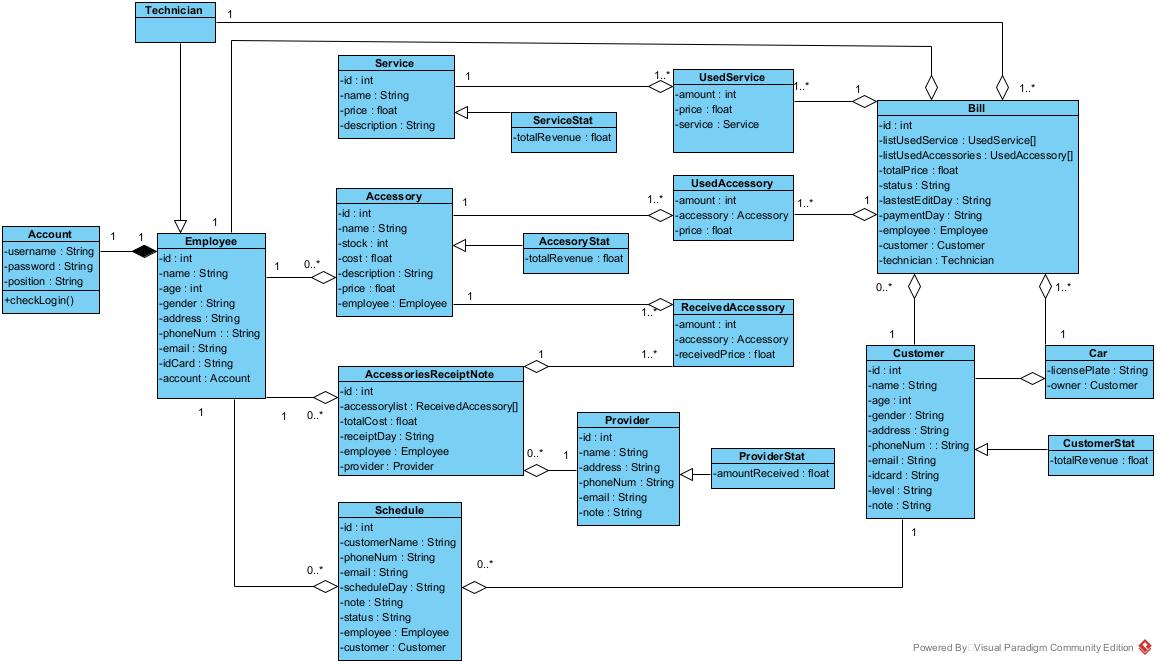 Technician
1
Service
-id : int
-name : String
-price : float
-description : String
1
1..*
UsedService
-amount : int
-price : float
-service : Service
1..*
1
1..*
ServiceStat
-totalRevenue : float
Bill
-id : int
-listUsedService : UsedService[]
-listUsedAccessories : UsedAccessory[]
-totalPrice : float
-status : String
-lastestEditDay : String
-paymentDay : String
-employee : Employee
-customer : Customer
-technician : Technician
Accessory
-id : int
-name : String
-stock : int
-cost : float
-description : String
-price : float
-employee : Employee
1
1..*
UsedAccessory
-amount : int
-accessory : Accessory
-price : float
1..*
1
AccesoryStat
-totalRevenue : float
Account
-username : String
-password : String
-position : String
+checkLogin()
1
1
1
Employee
-id : int
-name : String
-age : int
-gender : String
-address : String
-phoneNum : : String
-email : String
-idCard : String
-account : Account
1
0..*
1
1..*
ReceivedAccessory
-amount : int
-accessory : Accessory
-receivedPrice : float
0..*
1..*
1
1
1
1..*
AccessoriesReceiptNote
-id : int
-accessorylist : ReceivedAccessory[]
-totalCost : float
-receiptDay : String
-employee : Employee
-provider : Provider
1
1
0..*
0..*
1
Provider
-id : int
-name : String
-address : String
-phoneNum : String
-email : String
-note : String
ProviderStat
-amountReceived : float
Customer
-id : int
-name : String
-age : int
-gender : String
-address : String
-phoneNum : : String
-email : String
-idcard : String
-level : String
-note : String
Car
-licensePlate : String
-owner : Customer
CustomerStat
-totalRevenue : float
1
Schedule
-id : int
-customerName : String
-phoneNum : String
-email : String
-scheduleDay : String
-note : String
-status : String
-employee : Employee
-customer : Customer
0..*
0..*
Powered By Visual Paradigm Community Edition